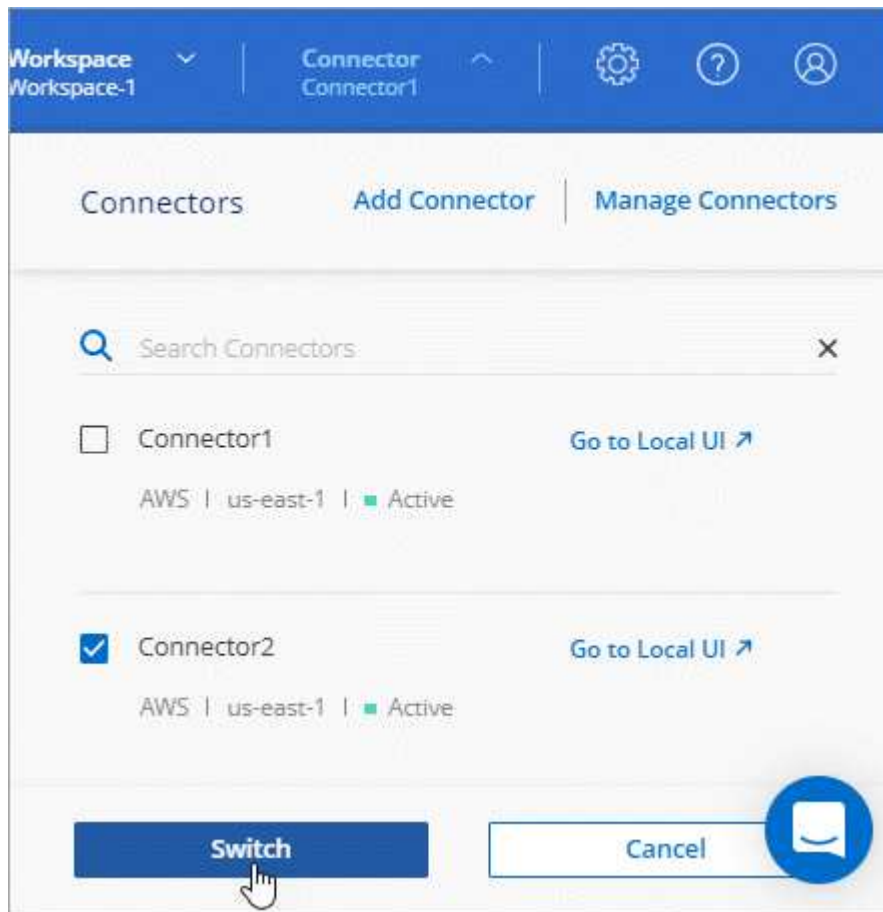 Workspace
Workspace-1
Connector
Connector1
Connectors
Add Connector
Manage Connectors
Search Connectors
Connector1
Go to Local UI
AWS | us-east-1 | Active
Connector2
Go to Local UI
AWS | us-east-1 | Active
Switch
Cancel